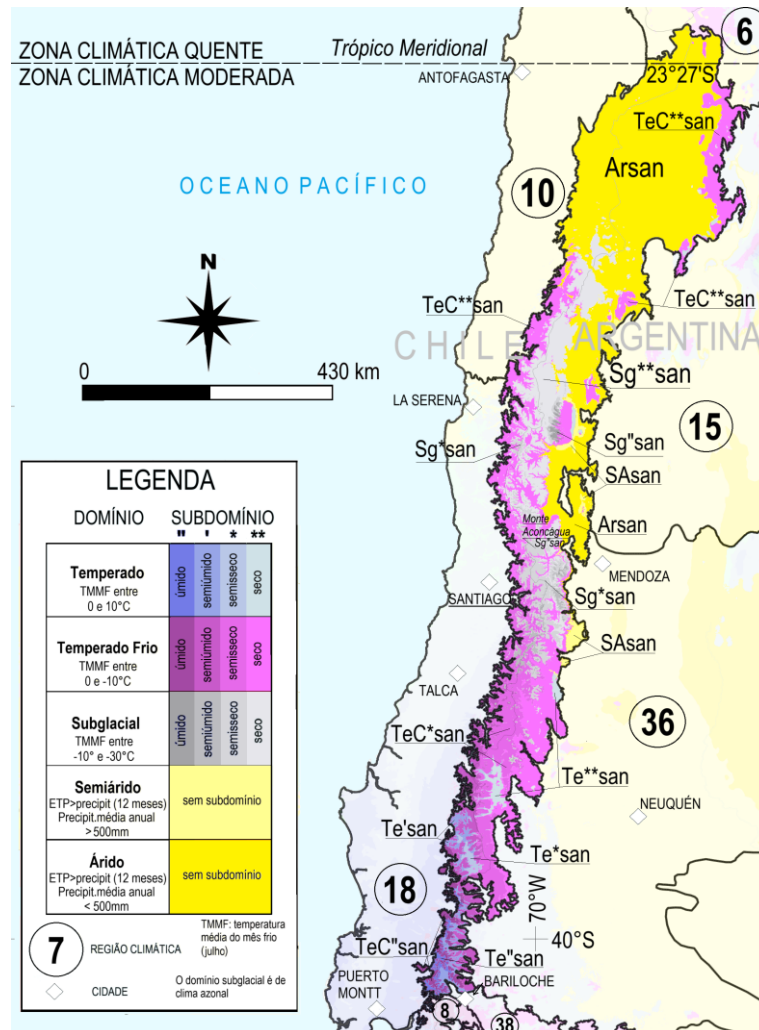 ZONA CLIMÁTICA QUENTE
Trópico Meridional
6
ZONA CLIMÁTICA MODERADA
23°27'S
ANTOFAGASTA
TeC**san
Arsan
OCEANO PACÍFICO
10
N
TeC**san
TeC**san
CHILE
ARGENTINA
0
430 km
Sg**san
LA SERENA
15
Sg*san
Sg"san
SAsan
Arsan
Monte
Aconcágua
Sg*san
MENDOZA
SANTIAGO
Sg*san
SAsan
TALCA
36
TeC*san
Te**san
NEUQUÉN
Te'san
Te*san
18
70°W
40°S
TeC"san
Te"san
PUERTO
MONTT
BARILOCHE
8
38
LEGENDA
DOMÍNIO
SUBDOMÍNIO
" ' * **
Temperado
TMMF entre
0 e 10°C
úmido
semiúmido
semisseco
seco
Temperado Frio
TMMF entre
0 e -10°C
úmido
semiúmido
semisseco
seco
Subglacial
TMMF entre
-10° e -30°C
úmido
semiúmido
semisseco
seco
Semiárido
ETP>precipit (12 meses)
Precipit.média anual
> 500mm
sem subdomínio
Árido
ETP>precipit (12 meses)
Precipit.média anual
< 500mm
sem subdomínio
7
REGIÃO CLIMÁTICA
TMMF: temperatura
média do mês frio
(julho)
CIDADE
O domínio subglacial é de
clima azonal